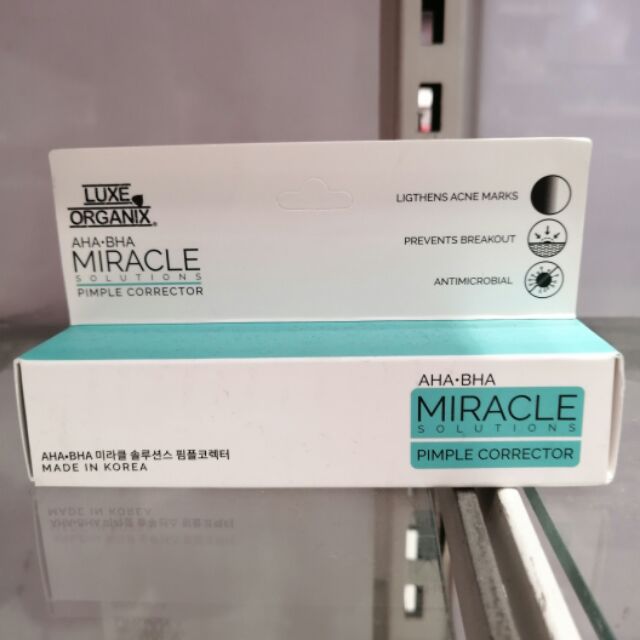 LUXE
ORGANIX®
AHA•BHA
MIRACLE
SOLUTIONS
PIMPLE CORRECTOR
LIGTHENS ACNE MARKS
PREVENTS BREAKOUT
ANTIMICROBIAL
AHA•BHA
MIRACLE
SOLUTIONS
PIMPLE CORRECTOR
AHA•BHA 미라클 솔루션스 핌플코렉터
MADE IN KOREA